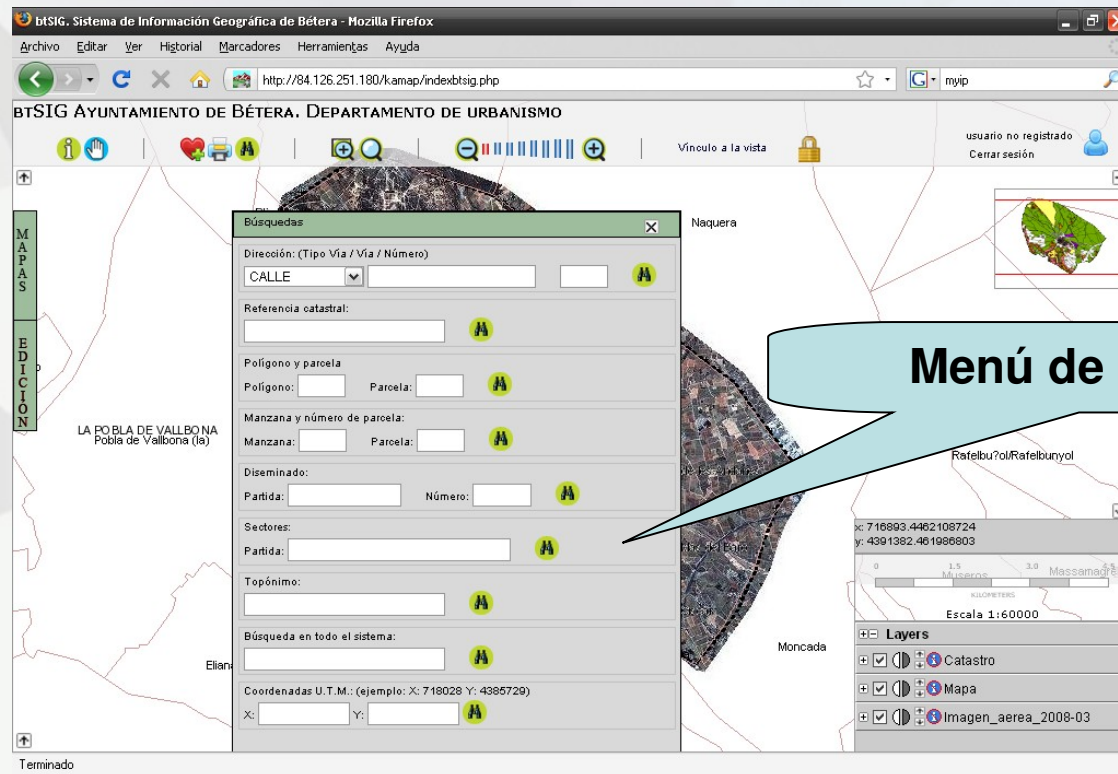 btSIG. Sistema de Información Geográfica de Bétera - Mozilla Firefox
Archivo Editar Ver Historial Marcadores Herramientas Ayuda
http://84.126.251.180/kamap/indexbtsig.php
G myip
BTSIG AYUNTAMIENTO DE BÉTERA. DEPARTAMENTO DE URBANISMO
Vínculo a la vista
usuario no registrado
Cerrar sesión
MAPAS
EDICIÓN
Búsquedas
Naquera
Dirección: (Tipo Vía / Vía / Número)
CALLE
Referencia catastral:
Polígono y parcela
Polígono: Parcela:
Menú de
Manzana y número de parcela:
Manzana: Parcela:
LA POBLA DE VALLBONA
Pobla de Vallbona (la)
Rafelbu?ol/Rafelbunyol
Diseminado:
Partida: Número:
Sectores:
Partida:
x: 716893.4462108724
y: 4391382.461986803
0 1.5 3.0 4.5
Museros Massamagre
KILOMETERS
Escala 1:60000
Topónimo:
Búsqueda en todo el sistema:
Moncada
Eliana
Layers
Catastro
Mapa
Imagen_aerea_2008-03
Coordenadas U.T.M.: (ejemplo: X: 718028 Y: 4385729)
X: Y:
Terminado